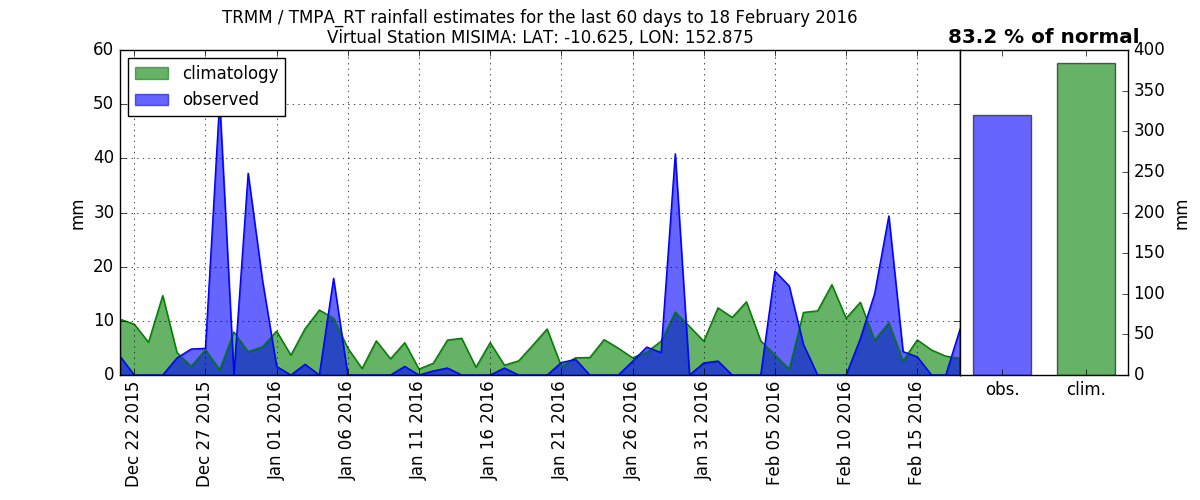 TRMM / TMPA_RT rainfall estimates for the last 60 days to 18 February 2016
Virtual Station MISIMA: LAT: -10.625, LON: 152.875
83.2 % of normal
climatology
observed
60
50
40
30
20
10
0
mm
Dec 22 2015
Dec 27 2015
Jan 01 2016
Jan 06 2016
Jan 11 2016
Jan 16 2016
Jan 21 2016
Jan 26 2016
Jan 31 2016
Feb 05 2016
Feb 10 2016
Feb 15 2016
obs.
clim.
400
350
300
250
200
150
100
50
0
mm